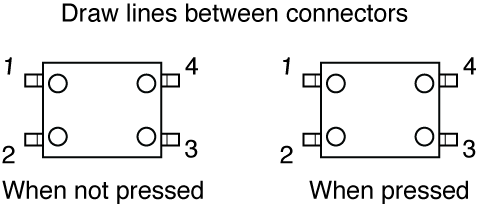 Draw lines between connectors
1 4 1 4
2 3 2 3
When not pressed When pressed